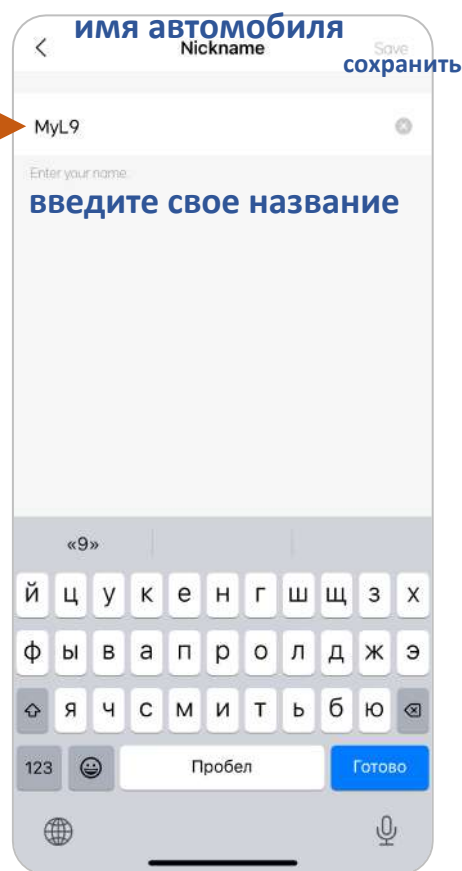 имя автомобиля
Nickname
Save
сохранить
MyL9
Enter your name.
введите свое название
«9»
й ц у к е н г ш щ з х
ф ы в а п р о л д ж э
я ч с м и т ь б ю
123 Пробел Готово